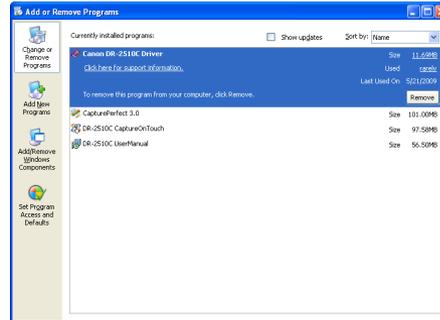 Add or Remove Programs
Change or Remove Programs
Currently installed programs:
Show updates
Sort by: Name
Canon DR-2510C Driver
Size 11.69MB
Click here for support information.
Used rarely
Last Used On 5/21/2009
To remove this program from your computer, click Remove.
Remove
Add New Programs
CapturePerfect 3.0
Size 101.00MB
DR-2510C CaptureOnTouch
Size 97.58MB
DR-2510C UserManual
Size 56.50MB
Add/Remove Windows Components
Set Program Access and Defaults